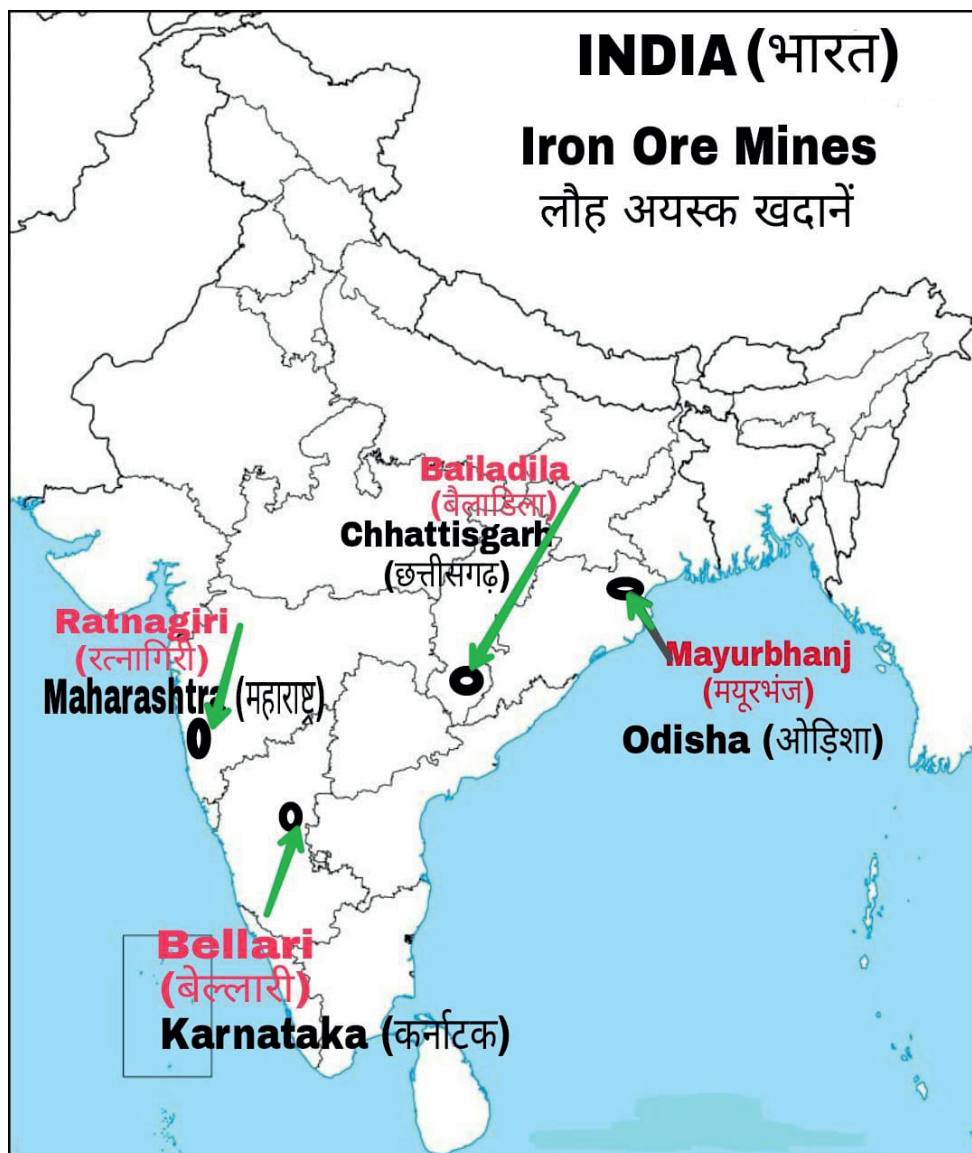 INDIA (भारत)
Iron Ore Mines
लौह अयस्क खदानें
Bailadila
(बैलाडिला)
Chhattisgarh
(छत्तीसगढ़)
Ratnagiri
(रत्नागिरी)
Maharashtra (महाराष्ट्र)
Mayurbhanj
(मयूरभंज)
Odisha (ओड़िशा)
Bellari
(बेल्लारी)
Karnataka (कर्नाटक)